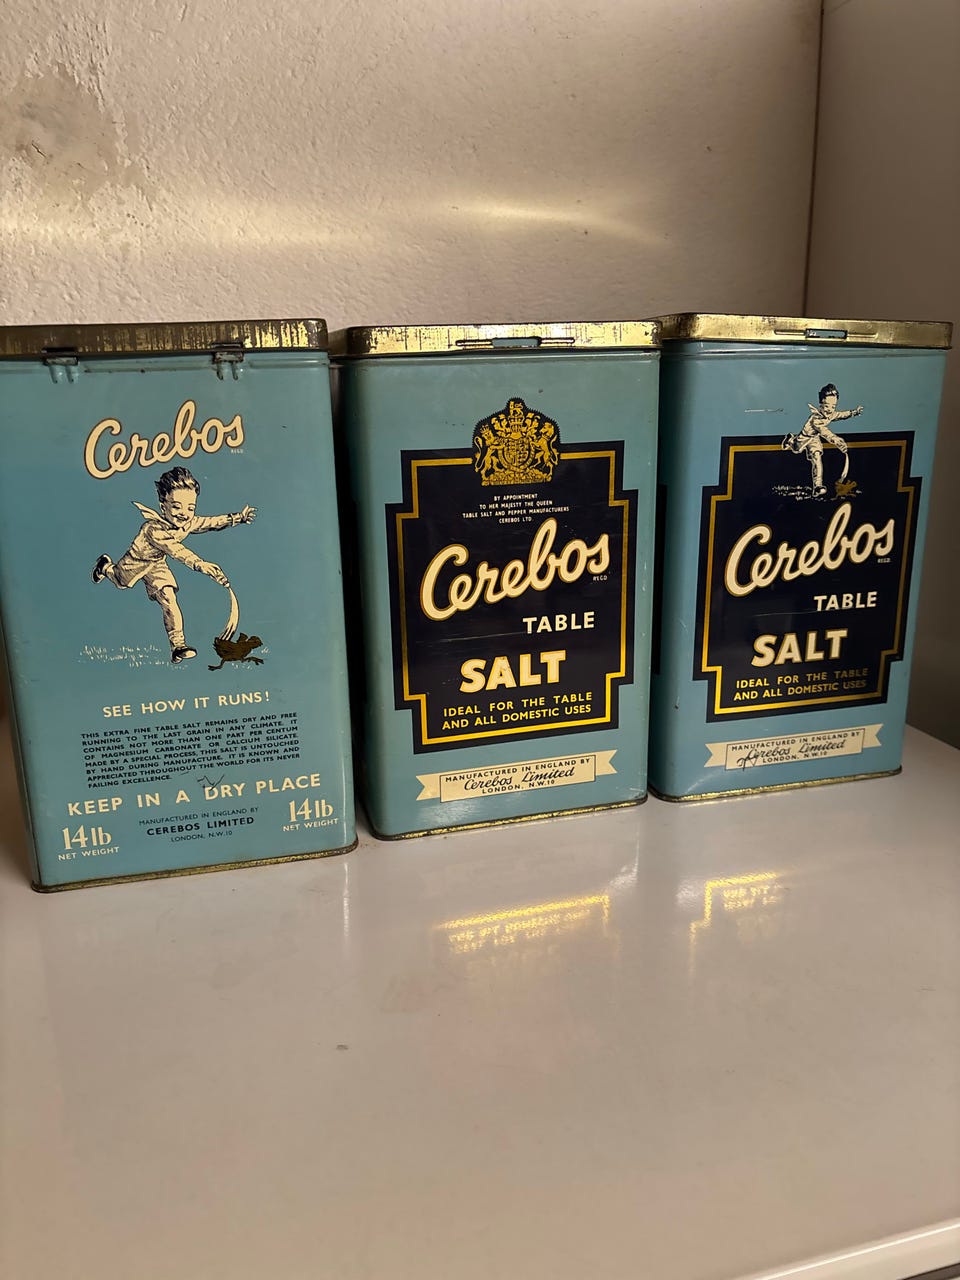 Cerebos
REGD
SEE HOW IT RUNS!
THIS EXTRA FINE TABLE SALT REMAINS DRY AND FREE
RUNNING TO THE LAST GRAIN IN ANY CLIMATE. IT
CONTAINS NOT MORE THAN ONE PART PER CENTUM
OF MAGNESIUM CARBONATE OR CALCIUM SILICATE.
MADE BY A SPECIAL PROCESS, THIS SALT IS UNTOUCHED
BY HAND DURING MANUFACTURE. IT IS KNOWN AND
APPRECIATED THROUGHOUT THE WORLD FOR ITS NEVER
FAILING EXCELLENCE.
KEEP IN A DRY PLACE
14lb
NET WEIGHT
MANUFACTURED IN ENGLAND BY
CEREBOS LIMITED
LONDON, N.W.10
14lb
NET WEIGHT
BY APPOINTMENT
TO HER MAJESTY THE QUEEN
TABLE SALT AND PEPPER MANUFACTURERS
CEREBOS LTD.
Cerebos
REGD
TABLE
SALT
IDEAL FOR THE TABLE
AND ALL DOMESTIC USES
MANUFACTURED IN ENGLAND BY
Cerebos Limited
LONDON, N.W.10
Cerebos
REGD
TABLE
SALT
IDEAL FOR THE TABLE
AND ALL DOMESTIC USES
MANUFACTURED IN ENGLAND BY
Cerebos Limited
LONDON, N.W.10